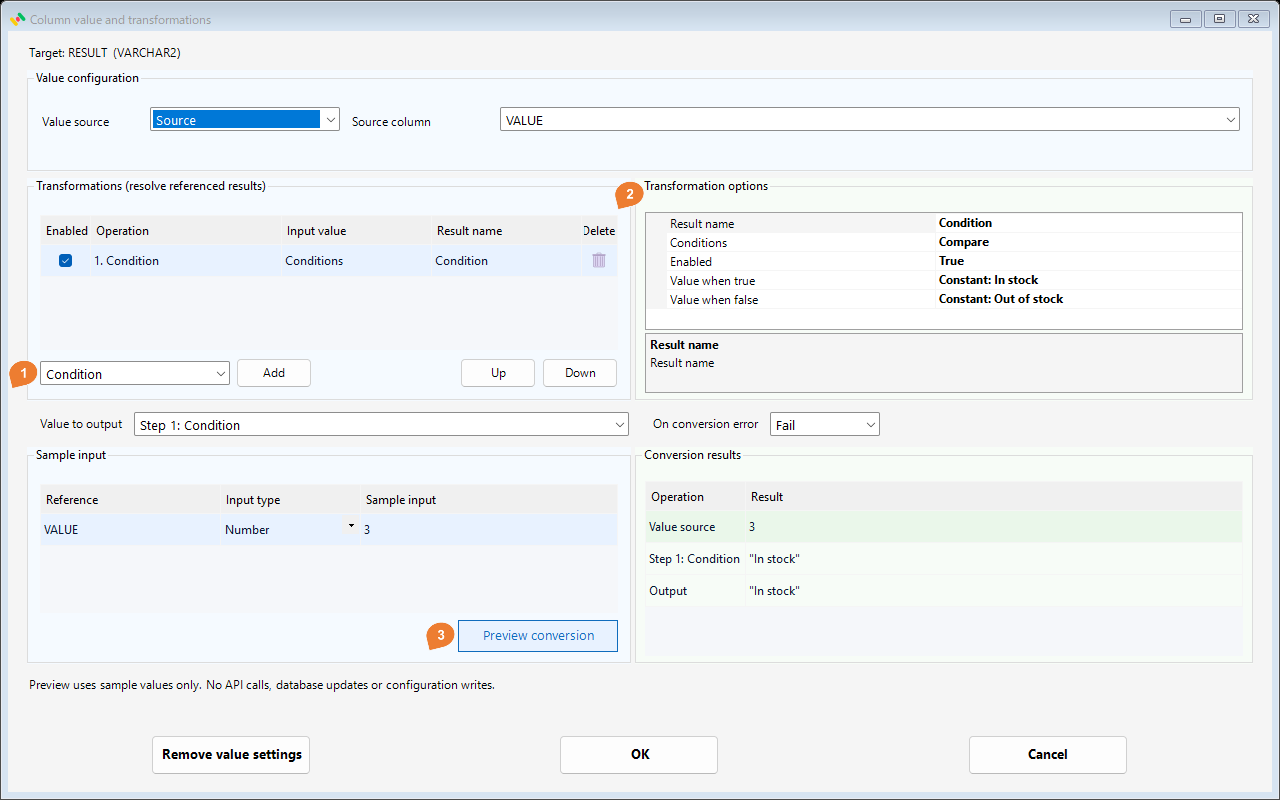 Column value and transformations
Target: RESULT (VARCHAR2)
Value configuration
Value source Source Source column VALUE
Transformations (resolve referenced results)
Enabled Operation Input value Result name Delete
1. Condition Conditions Condition
1 Condition Add Up Down
2 Transformation options
Result name Condition
Conditions Compare
Enabled True
Value when true Constant: In stock
Value when false Constant: Out of stock
Result name
Result name
Value to output Step 1: Condition On conversion error Fail
Sample input
Reference Input type Sample input
VALUE Number 3
3 Preview conversion
Conversion results
Operation Result
Value source 3
Step 1: Condition "In stock"
Output "In stock"
Preview uses sample values only. No API calls, database updates or configuration writes.
Remove value settings OK Cancel